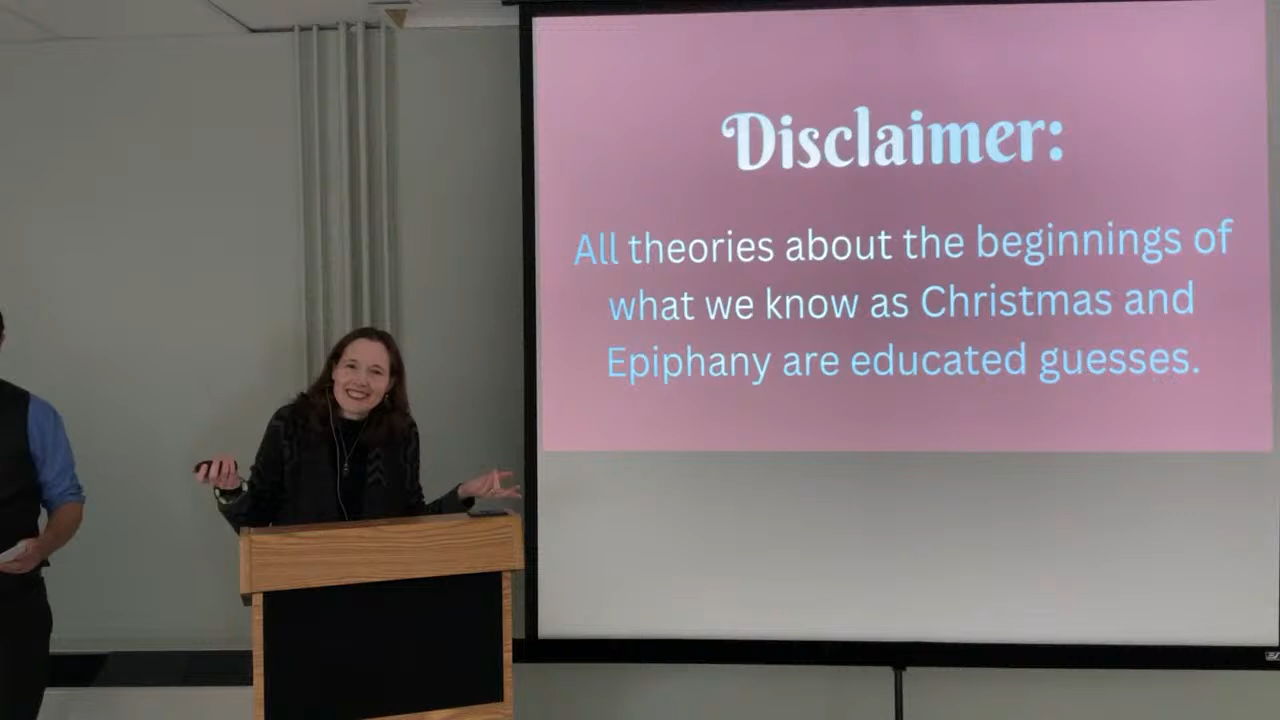 Disclaimer:
All theories about the beginnings of
what we know as Christmas and
Epiphany are educated guesses.